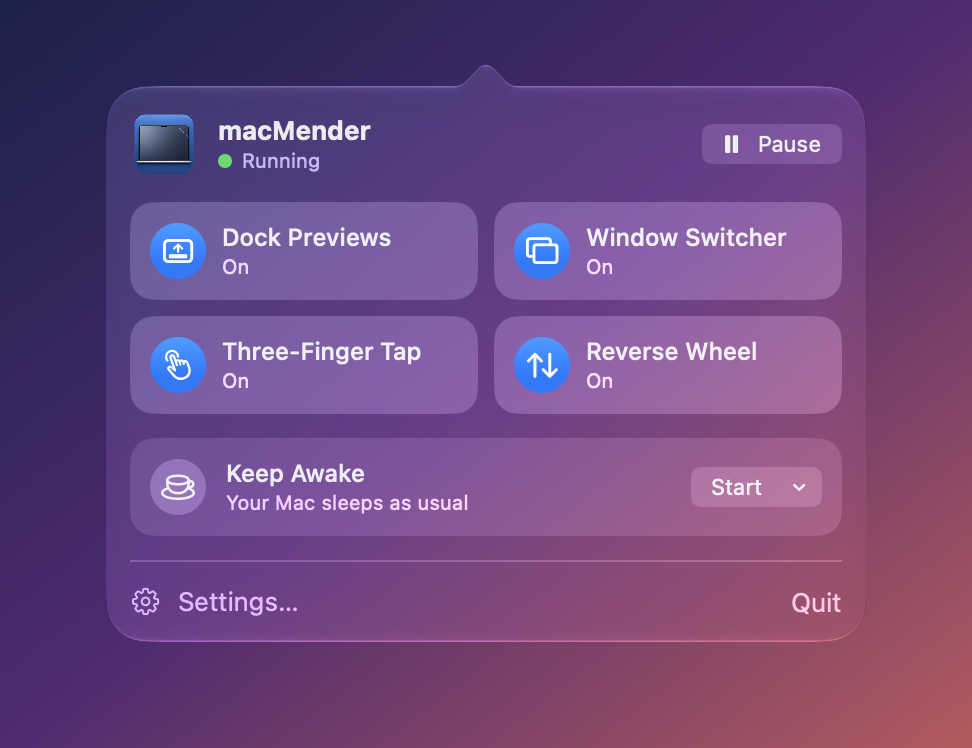 macMender
Running
Pause
Dock Previews
On
Window Switcher
On
Three-Finger Tap
On
Reverse Wheel
On
Keep Awake
Your Mac sleeps as usual
Start
Settings...
Quit